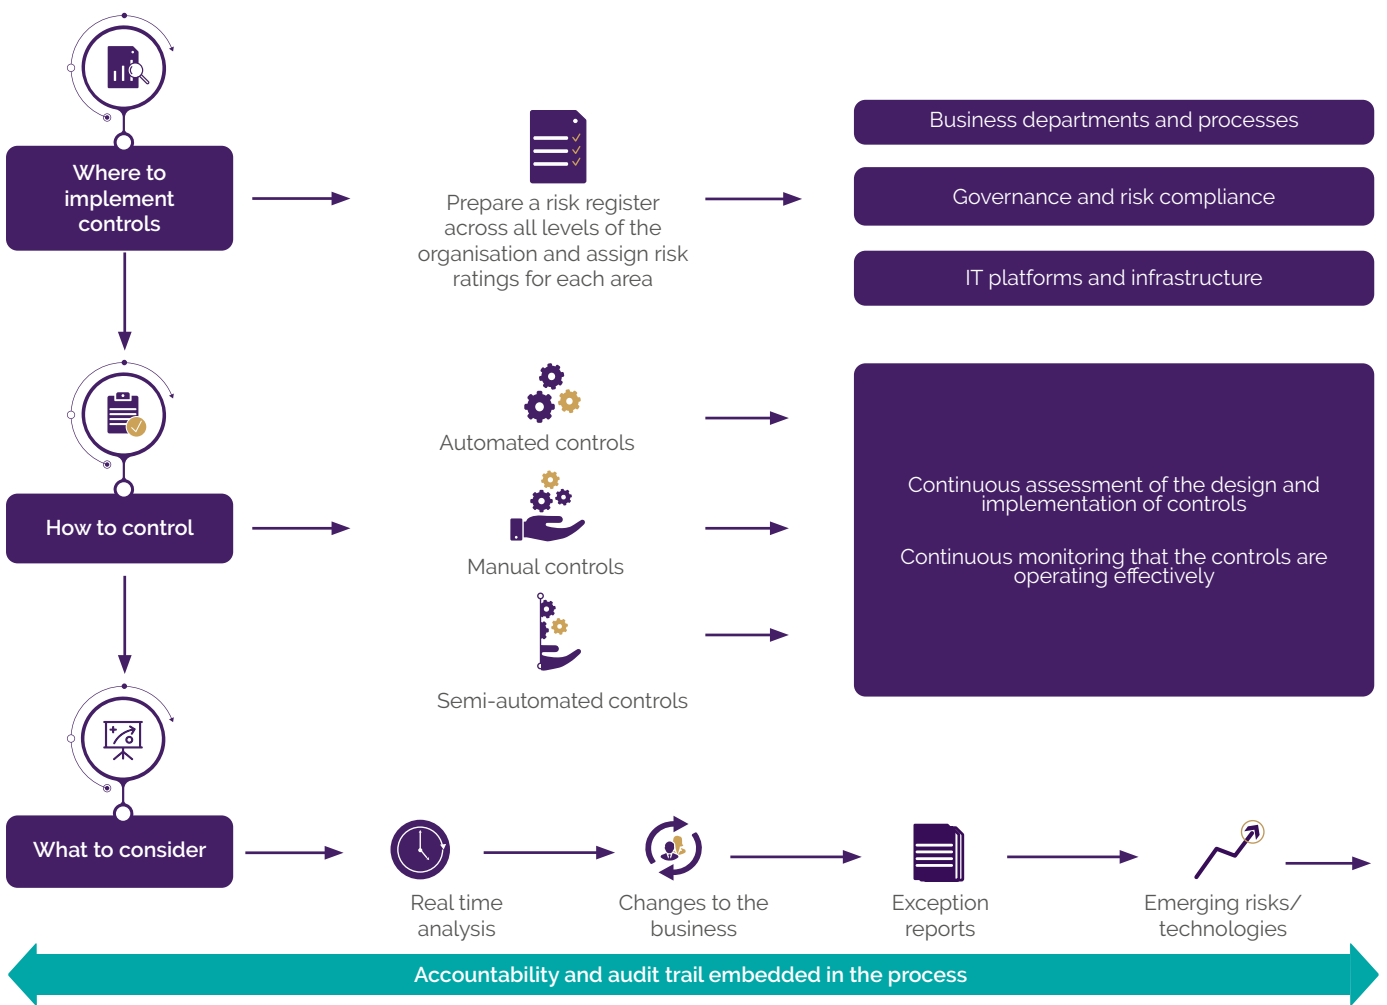 Where to
implement
controls
Prepare a risk register
across all levels of the
organisation and assign risk
ratings for each area
Business departments and processes
Governance and risk compliance
IT platforms and infrastructure
How to control
Automated controls
Manual controls
Semi-automated controls
Continuous assessment of the design and
implementation of controls
Continuous monitoring that the controls are
operating effectively
What to consider
Real time
analysis
Changes to the
business
Exception
reports
Emerging risks/
technologies
Accountability and audit trail embedded in the process